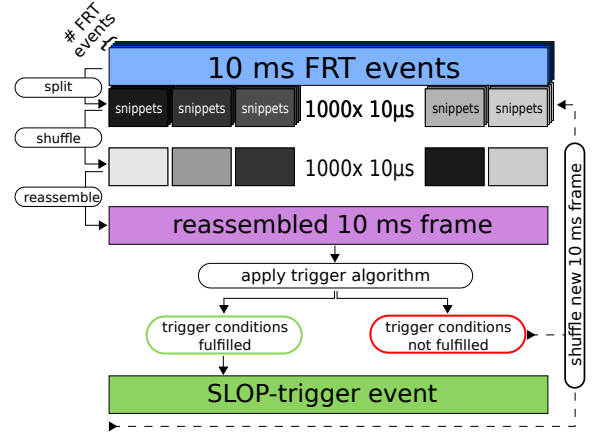 # FRT
events
10 ms FRT events
split
snippets snippets snippets 1000x 10µs snippets snippets
shuffle
1000x 10µs
reassemble
reassembled 10 ms frame
apply trigger algorithm
trigger conditions
fulfilled
trigger conditions
not fulfilled
shuffle new 10 ms frame
SLOP-trigger event